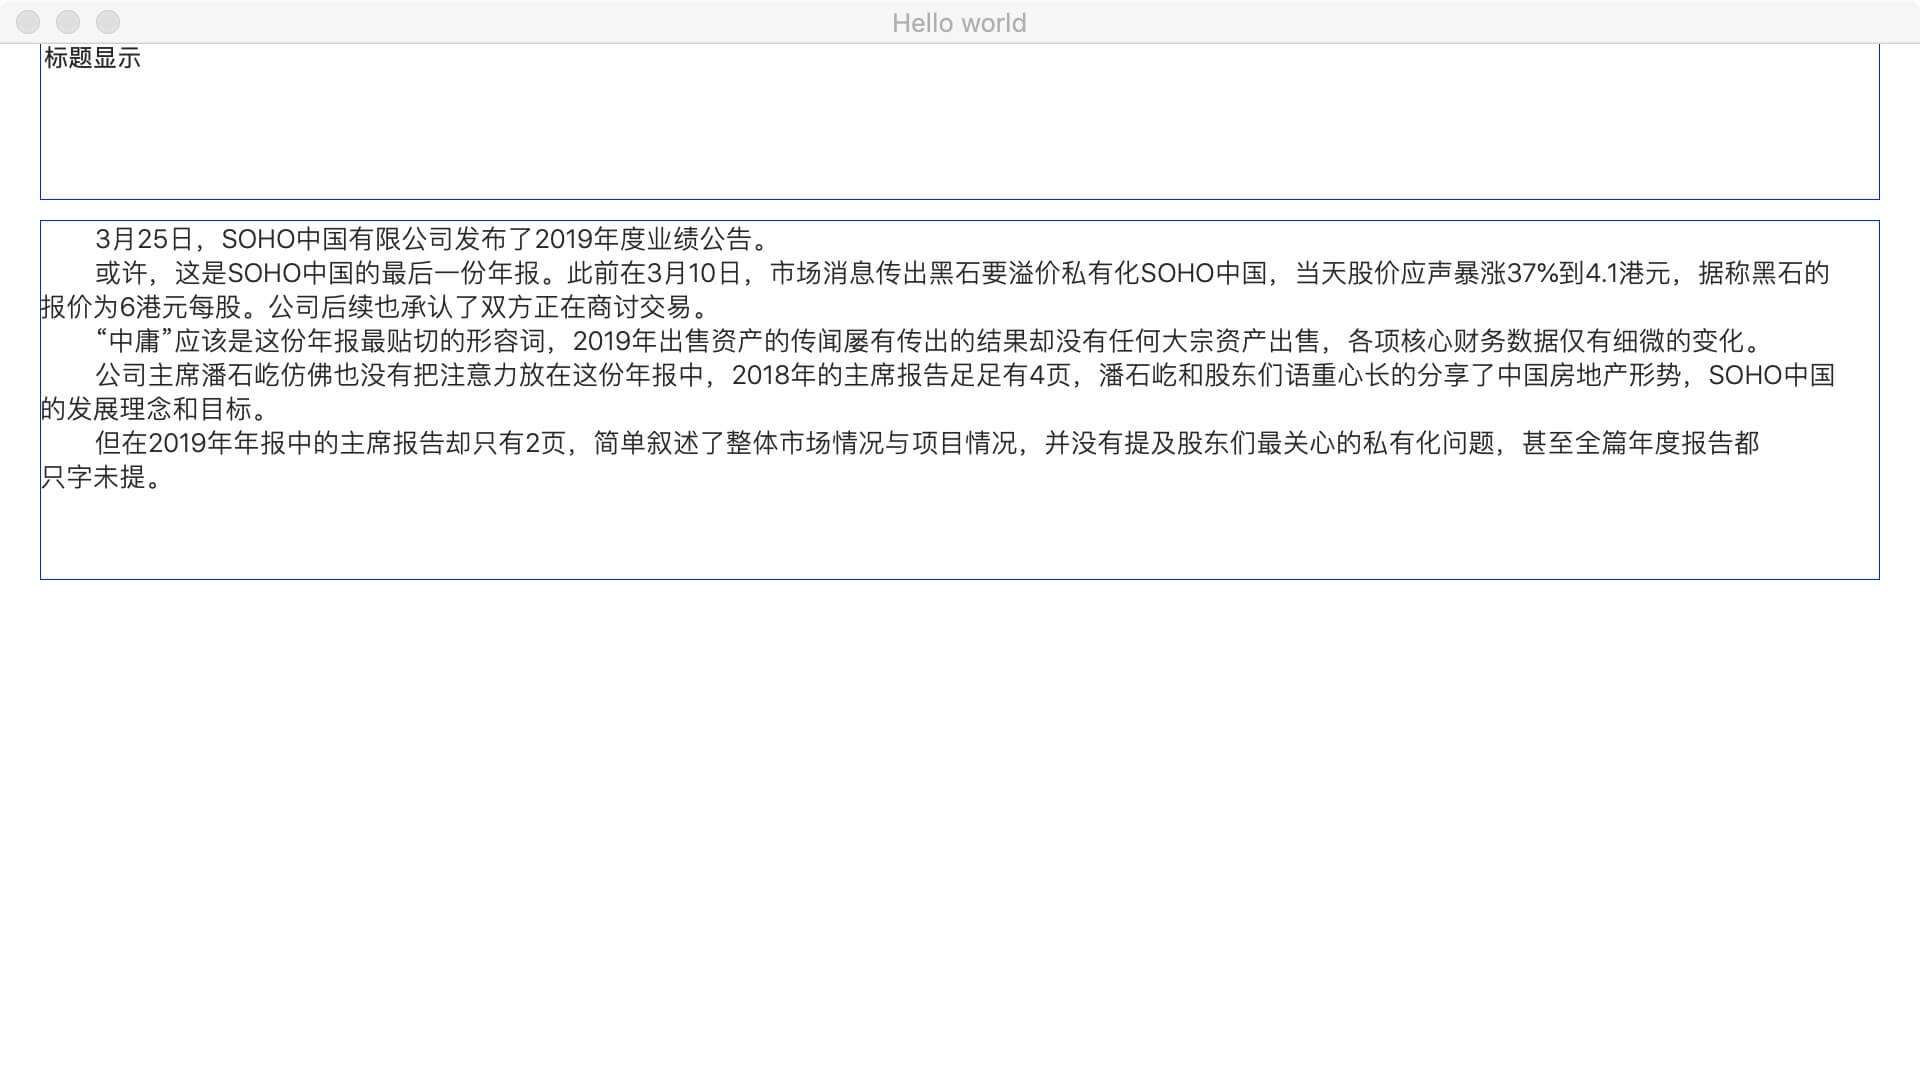 Hello world
标题显示
3月25日，SOHO中国有限公司发布了2019年度业绩公告。
或许，这是SOHO中国的最后一份年报。此前在3月10日，市场消息传出黑石要溢价私有化SOHO中国，当天股价应声暴涨37%到4.1港元，据称黑石的
报价为6港元每股。公司后续也承认了双方正在商讨交易。
“中庸”应该是这份年报最贴切的形容词，2019年出售资产的传闻屡有传出的结果却没有任何大宗资产出售，各项核心财务数据仅有细微的变化。
公司主席潘石屹仿佛也没有把注意力放在这份年报中，2018年的主席报告足足有4页，潘石屹和股东们语重心长的分享了中国房地产形势，SOHO中国
的发展理念和目标。
但在2019年年报中的主席报告却只有2页，简单叙述了整体市场情况与项目情况，并没有提及股东们最关心的私有化问题，甚至全篇年度报告都
只字未提。